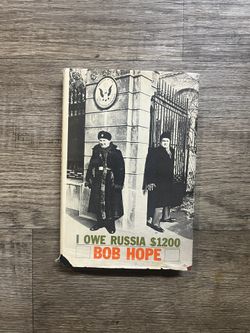 I OWE RUSSIA $1200
BOB HOPE